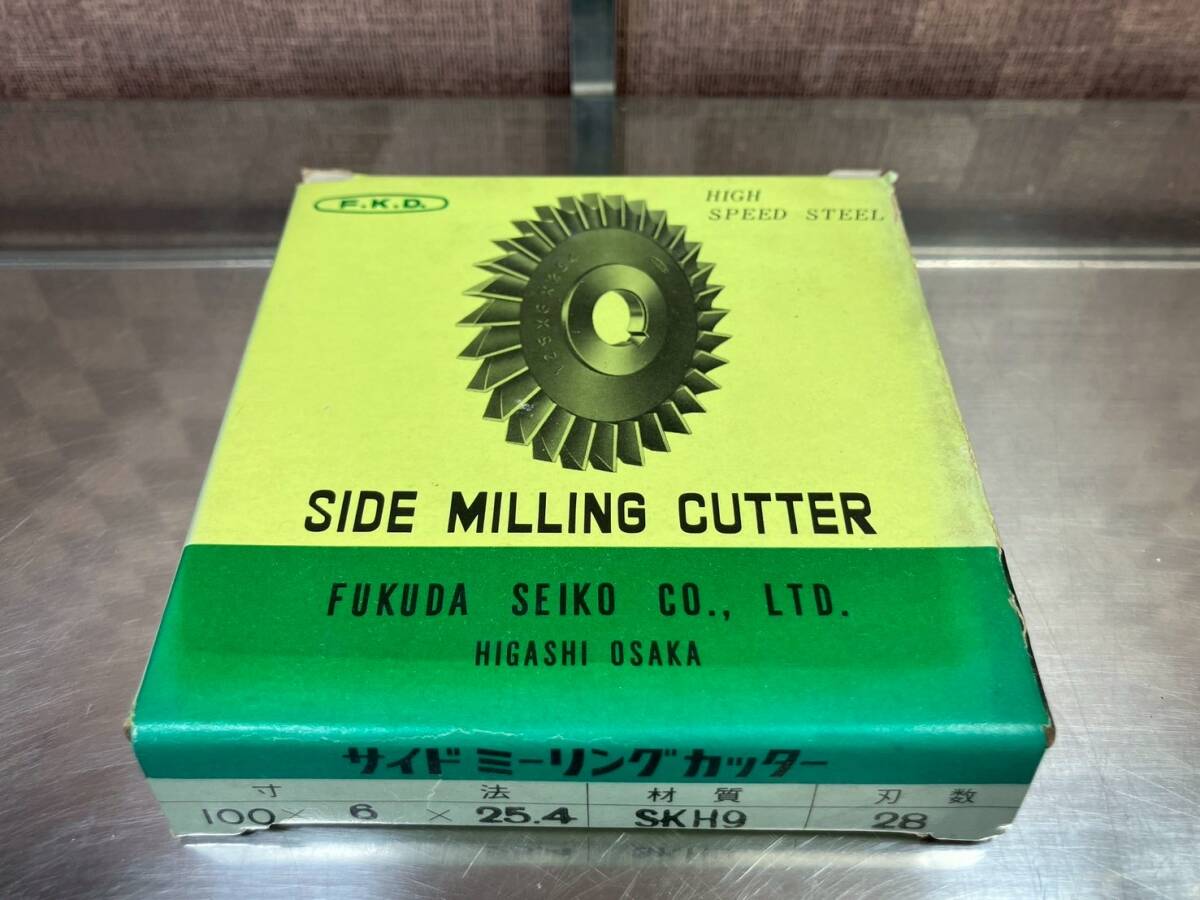 F.K.D.
HIGH
SPEED STEEL
SIDE MILLING CUTTER
FUKUDA SEIKO CO., LTD.
HIGASHI OSAKA
サイドミーリングカッター
寸 法 材 質 刃 数
100 × 6 × 25.4 SKH9 28